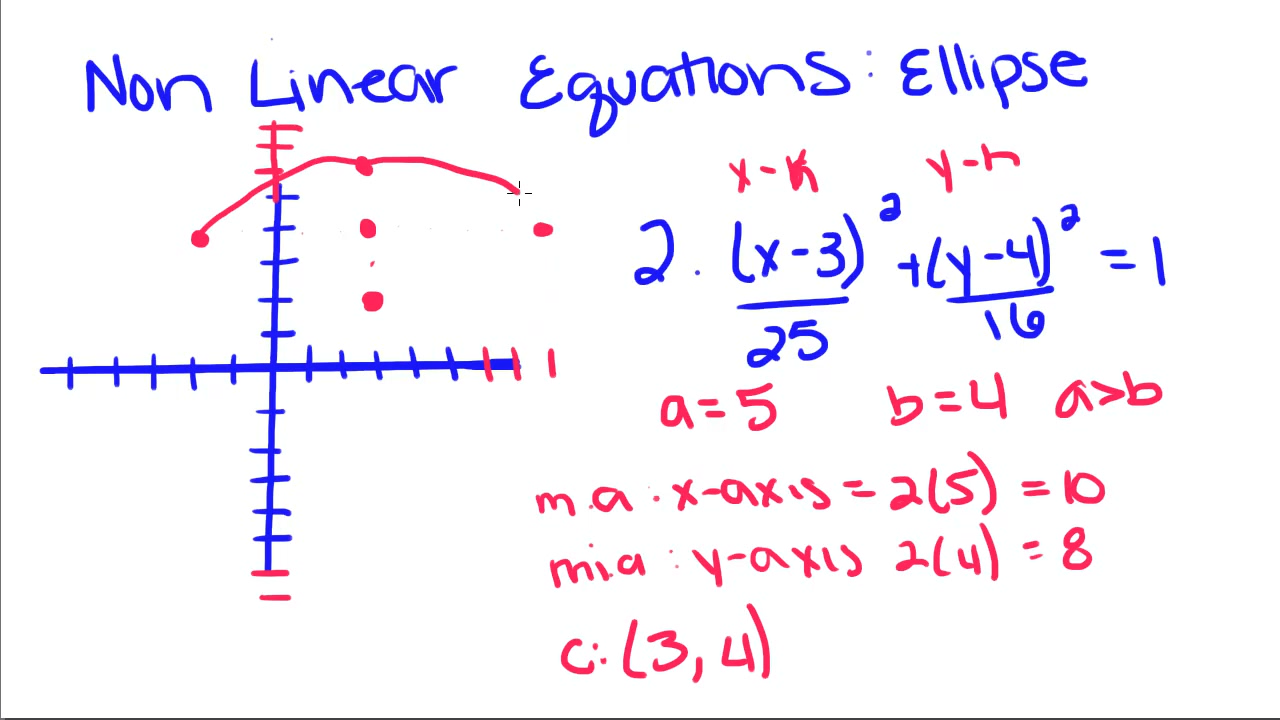 Non Linear Equations: Ellipse
x-h y-h
2. (x-3)² + (y-4)² = 1
25 16
a=5 b=4 a>b
m.a : x-axis = 2(5) = 10
mi.a : y-axis 2(4) = 8
c: (3,4)